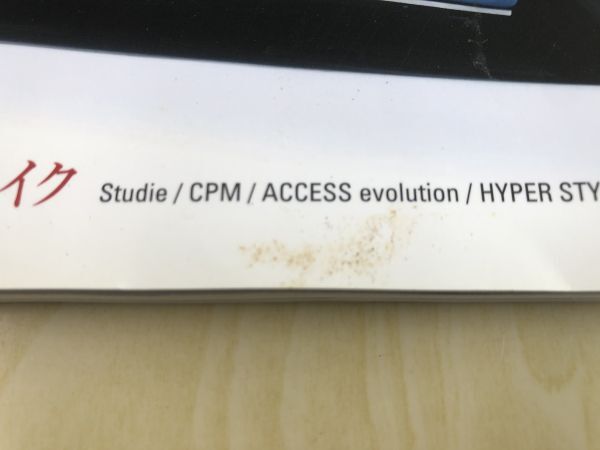 イク Studie / CPM / ACCESS evolution / HYPER STY